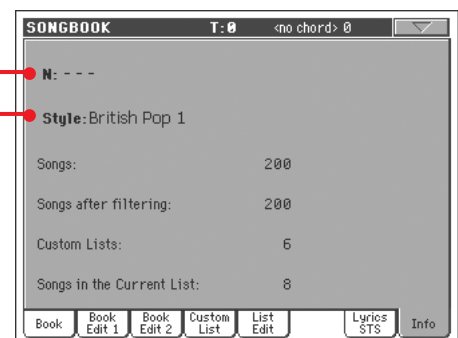 SONGBOOK T:0 <no chord> 0
N: - - -
Style:British Pop 1
Songs: 200
Songs after filtering: 200
Custom Lists: 6
Songs in the Current List: 8
Book Book Edit 1 Book Edit 2 Custom List List Edit Lyrics STS Info